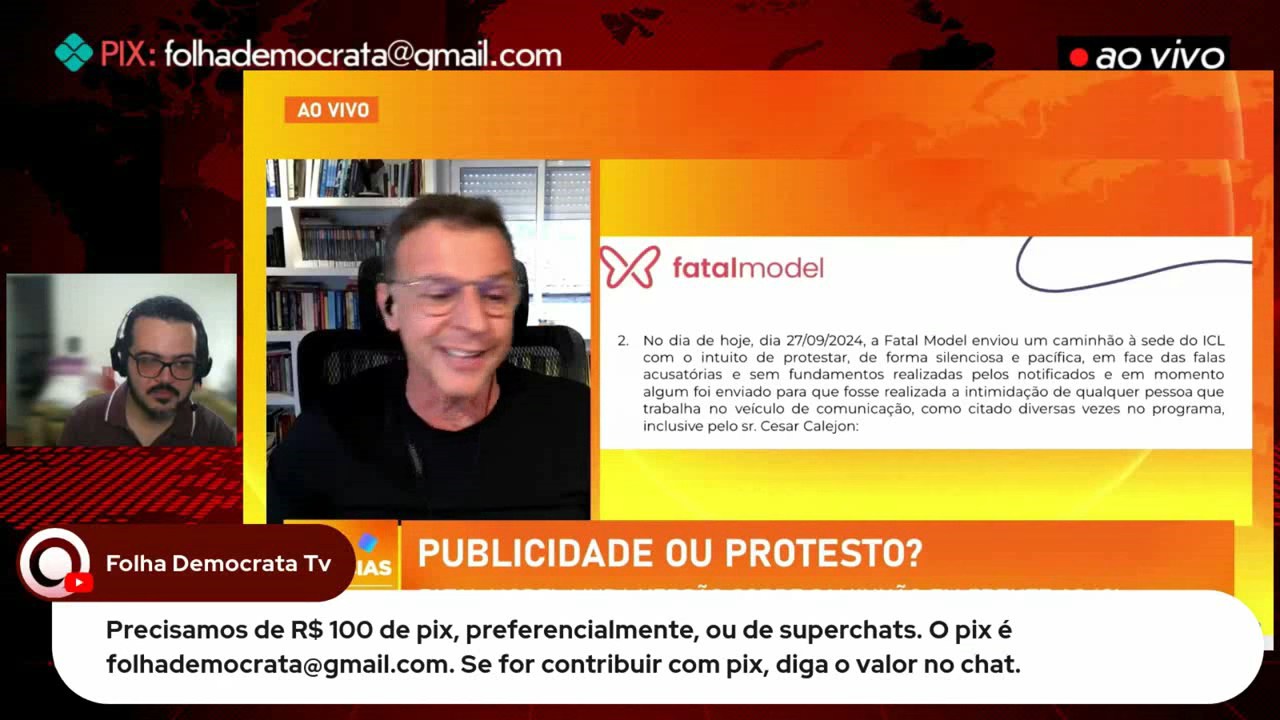 PIX: folhademocrata@gmail.com
ao vivo
AO VIVO
fatalmodel
2. No dia de hoje, dia 27/09/2024, a Fatal Model enviou um caminhão à sede do ICL
com o intuito de protestar, de forma silenciosa e pacífica, em face das falas
acusatórias e sem fundamentos realizadas pelos notificados e em momento
algum foi enviado para que fosse realizada a intimidação de qualquer pessoa que
trabalha no veículo de comunicação, como citado diversas vezes no programa,
inclusive pelo sr. Cesar Calejon:
PUBLICIDADE OU PROTESTO?
Folha Democrata Tv
Precisamos de R$ 100 de pix, preferencialmente, ou de superchats. O pix é
folhademocrata@gmail.com. Se for contribuir com pix, diga o valor no chat.